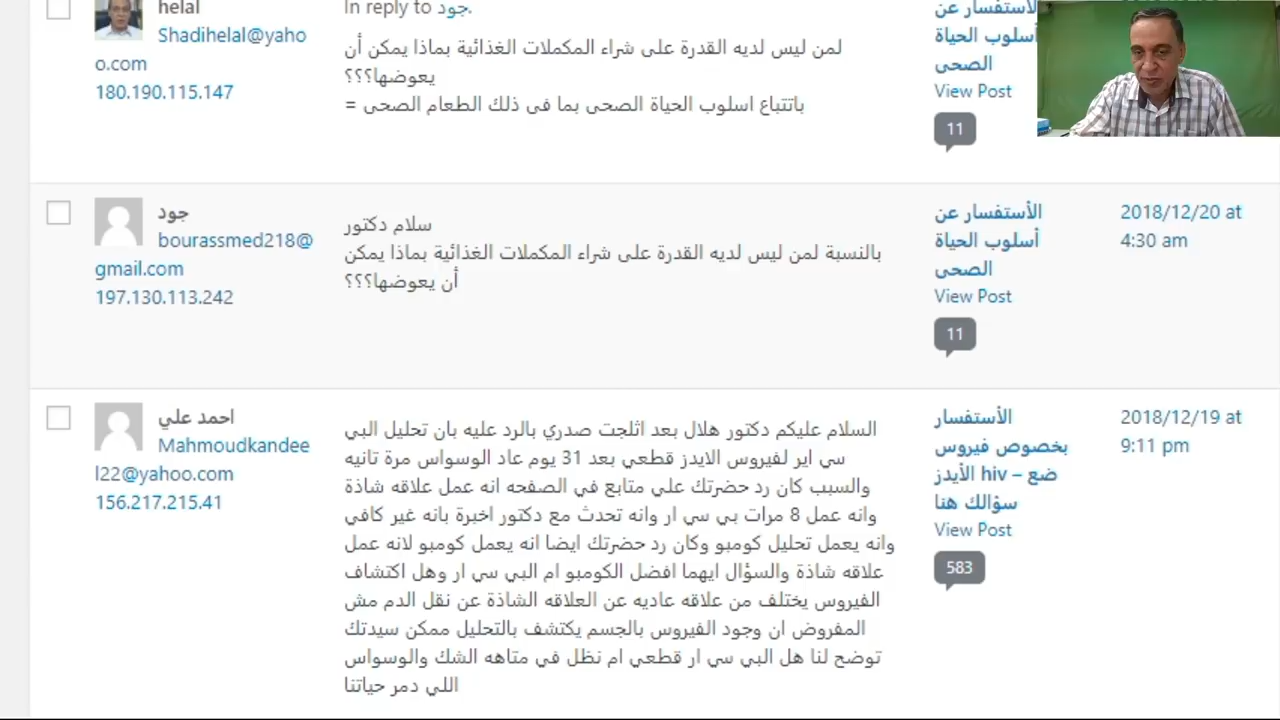 helal
Shadihelal@yaho
o.com
180.190.115.147
In reply to جود.
لمن ليس لديه القدرة على شراء المكملات الغذائية بماذا يمكن أن
يعوضها؟؟؟
باتتباع اسلوب الحياة الصحى بما فى ذلك الطعام الصحى =
الأستفسار عن
أسلوب الحياة
الصحى
View Post
11
جود
bourassmed218@
gmail.com
197.130.113.242
سلام دكتور
بالنسبة لمن ليس لديه القدرة على شراء المكملات الغذائية بماذا يمكن
أن يعوضها؟؟؟
الأستفسار عن
أسلوب الحياة
الصحى
View Post
11
2018/12/20 at
4:30 am
احمد علي
Mahmoudkandee
l22@yahoo.com
156.217.215.41
السلام عليكم دكتور هلال بعد اثلجت صدري بالرد عليه بان تحليل البي
سي اير لفيروس الايدز قطعي بعد 31 يوم عاد الوسواس مرة تانيه
والسبب كان رد حضرتك علي متابع في الصفحه انه عمل علاقه شاذة
وانه عمل 8 مرات بي سي ار وانه تحدث مع دكتور اخبرة بانه غير كافي
وانه يعمل تحليل كومبو وكان رد حضرتك ايضا انه يعمل كومبو لانه عمل
علاقه شاذة والسؤال ايهما افضل الكومبو ام البي سي ار وهل اكتشاف
الفيروس يختلف من علاقه عاديه عن العلاقه الشاذة عن نقل الدم مش
المفروض ان وجود الفيروس بالجسم يكتشف بالتحليل ممكن سيدتك
توضح لنا هل البي سي ار قطعي ام نظل في متاهه الشك والوسواس
اللي دمر حياتنا
الأستفسار
بخصوص فيروس
الأيدز hiv – ضع
سؤالك هنا
View Post
583
2018/12/19 at
9:11 pm